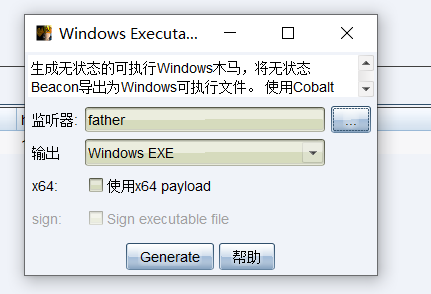 Windows Executa...
生成无状态的可执行Windows木马，将无状态
Beacon导出为Windows可执行文件。 使用Cobalt
监听器: father ...
输出 Windows EXE
x64: 使用x64 payload
sign: Sign executable file
Generate 帮助